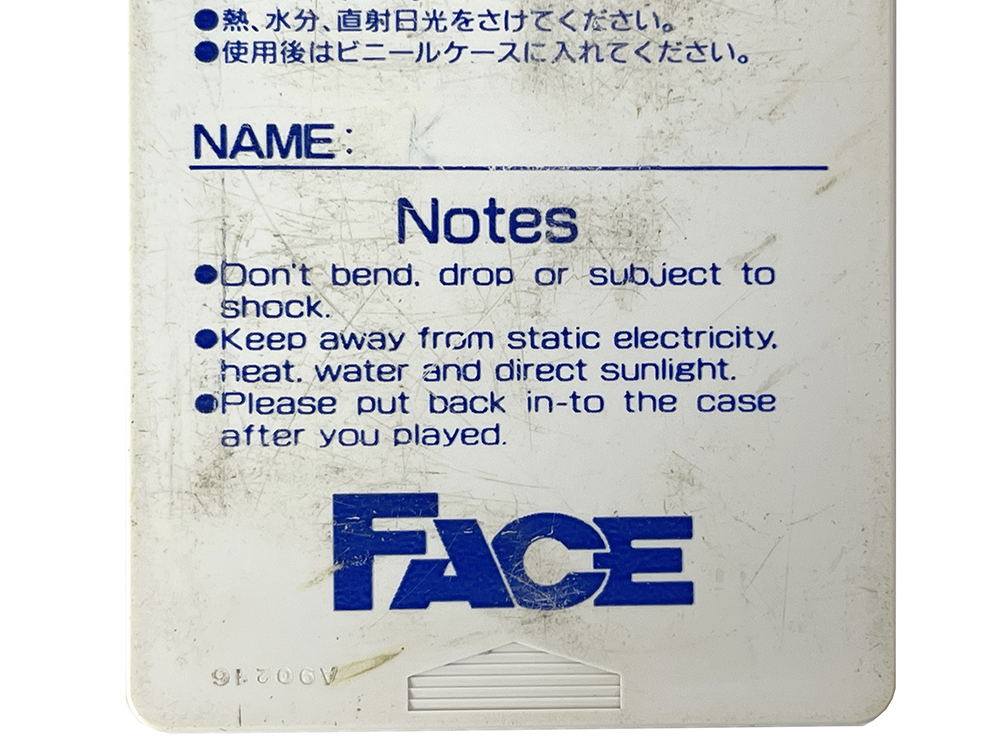 ●熱、水分、直射日光をさけてください。
●使用後はビニールケースに入れてください。
NAME:
Notes
●Don't bend, drop or subject to
shock.
●Keep away from static electricity,
heat, water and direct sunlight.
●Please put back in-to the case
after you played.
FACE